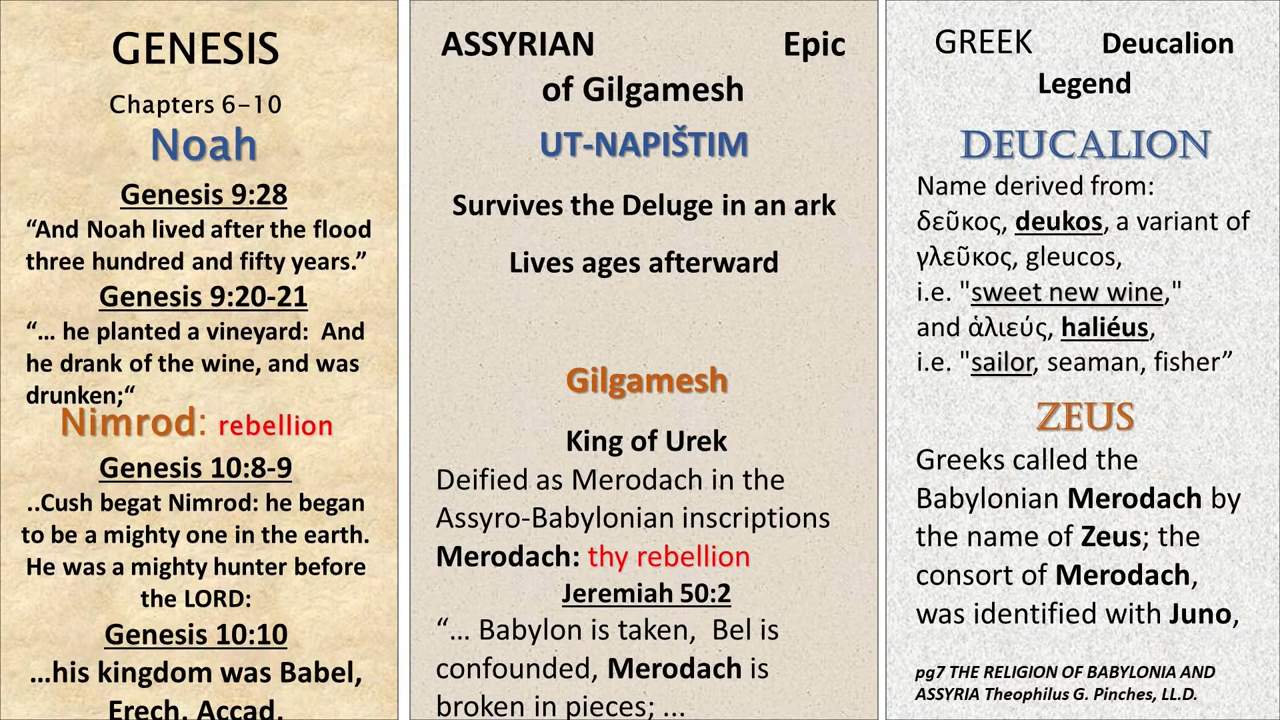 GENESIS
Chapters 6-10
Noah
Genesis 9:28
“And Noah lived after the flood
three hundred and fifty years.”
Genesis 9:20-21
“… he planted a vineyard: And
he drank of the wine, and was
drunken;“
Nimrod: rebellion
Genesis 10:8-9
..Cush begat Nimrod: he began
to be a mighty one in the earth.
He was a mighty hunter before
the LORD:
Genesis 10:10
…his kingdom was Babel,
Erech, Accad,
ASSYRIAN Epic
of Gilgamesh
UT-NAPIŠTIM
Survives the Deluge in an ark
Lives ages afterward
Gilgamesh
King of Urek
Deified as Merodach in the
Assyro-Babylonian inscriptions
Merodach: thy rebellion
Jeremiah 50:2
“… Babylon is taken, Bel is
confounded, Merodach is
broken in pieces; ...
GREEK Deucalion
Legend
DEUCALION
Name derived from:
δεῦκος, deukos, a variant of
γλεῦκος, gleucos,
i.e. "sweet new wine,"
and ἁλιεύς, haliéus,
i.e. "sailor, seaman, fisher”
ZEUS
Greeks called the
Babylonian Merodach by
the name of Zeus; the
consort of Merodach,
was identified with Juno,
pg7 THE RELIGION OF BABYLONIA AND
ASSYRIA Theophilus G. Pinches, LL.D.